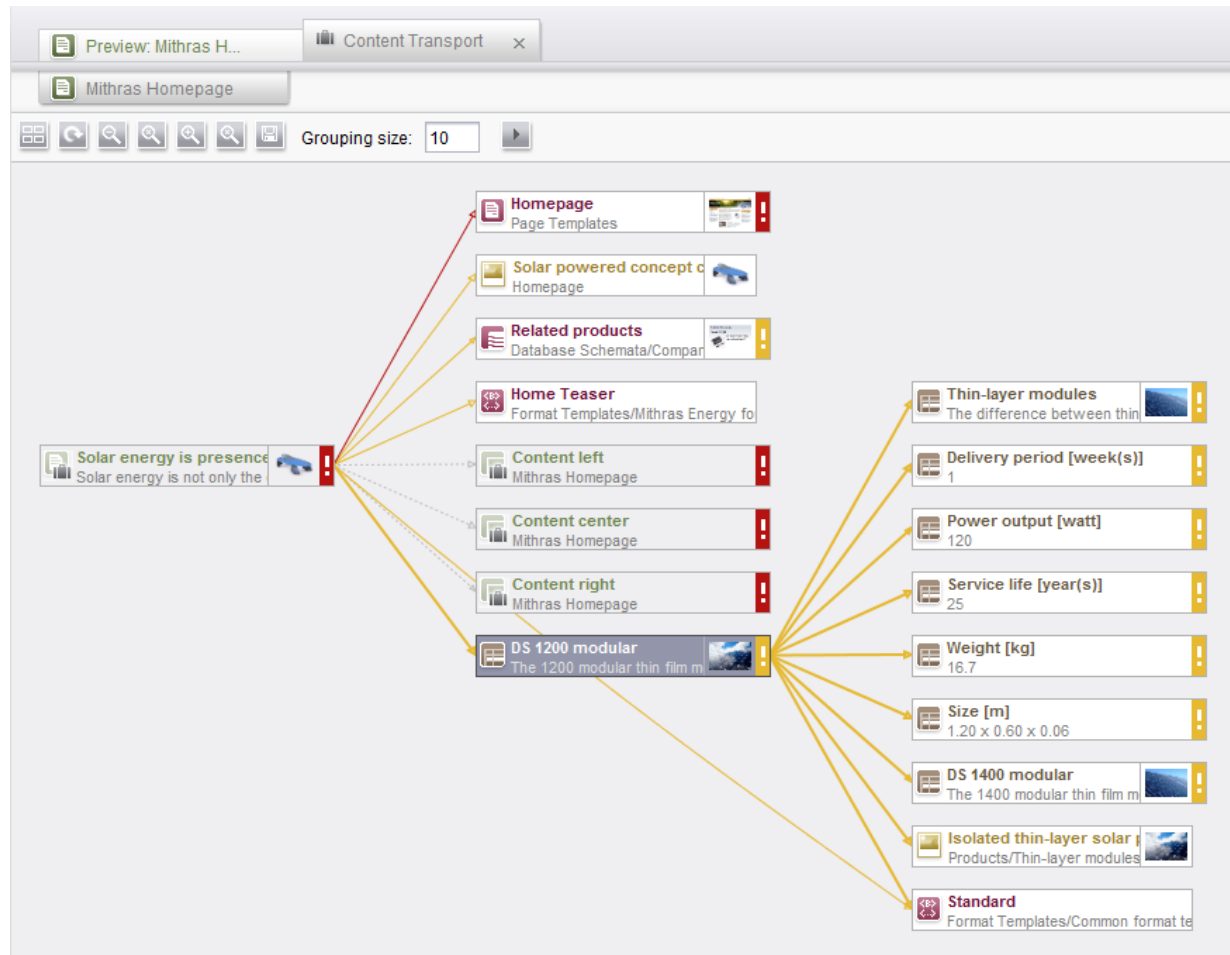 Preview: Mithras H...
Content Transport
Mithras Homepage
Grouping size: 10
Homepage
Page Templates
Solar powered concept c
Homepage
Related products
Database Schemata/Compar
Home Teaser
Format Templates/Mithras Energy fo
Solar energy is presence
Solar energy is not only the
Content left
Mithras Homepage
Content center
Mithras Homepage
Content right
Mithras Homepage
DS 1200 modular
The 1200 modular thin film m
Thin-layer modules
The difference between thin
Delivery period [week(s)]
1
Power output [watt]
120
Service life [year(s)]
25
Weight [kg]
16.7
Size [m]
1.20 x 0.60 x 0.06
DS 1400 modular
The 1400 modular thin film m
Isolated thin-layer solar p
Products/Thin-layer modules
Standard
Format Templates/Common format te